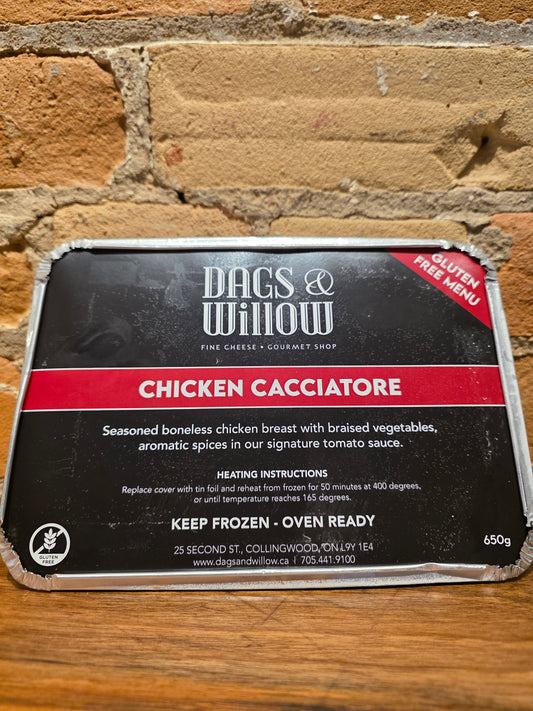 GLUTEN
FREE MENU
DAGS &
WillOW
FINE CHEESE • GOURMET SHOP
CHICKEN CACCIATORE
Seasoned boneless chicken breast with braised vegetables,
aromatic spices in our signature tomato sauce.
HEATING INSTRUCTIONS
Replace cover with tin foil and reheat from frozen for 50 minutes at 400 degrees,
or until temperature reaches 165 degrees.
KEEP FROZEN - OVEN READY
GLUTEN
FREE
25 SECOND ST., COLLINGWOOD, ON L9Y 1E4
www.dagsandwillow.ca | 705.441.9100
650g